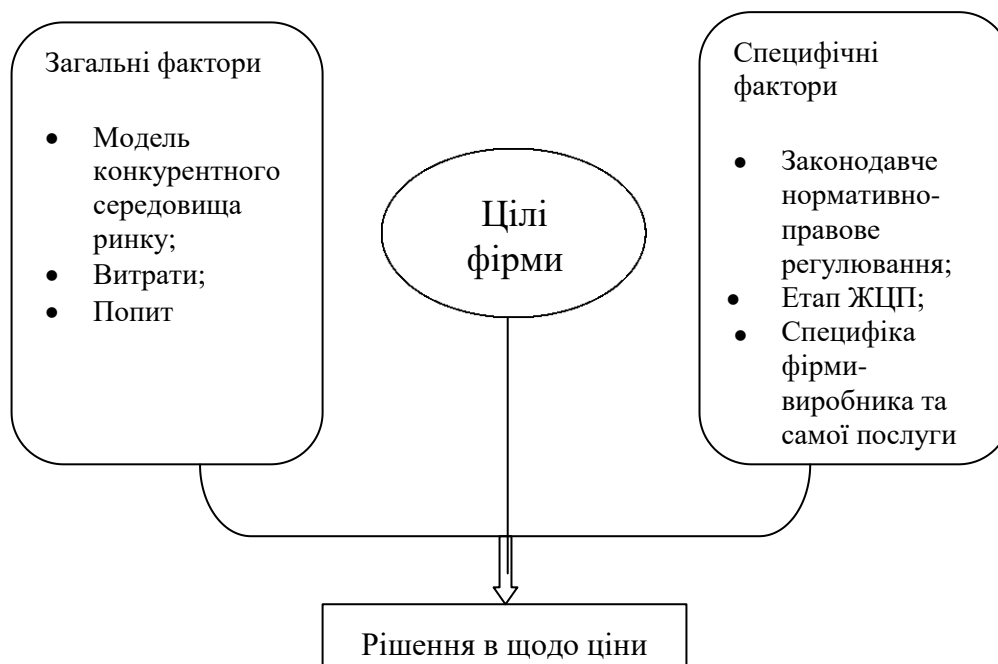 Загальні фактори
• Модель
конкурентного
середовища
ринку;
• Витрати;
• Попит
Цілі
фірми
Специфічні
фактори
• Законодавче
нормативно-
правове
регулювання;
• Етап ЖЦП;
• Специфіка
фірми-
виробника та
самої послуги
Рішення в щодо ціни